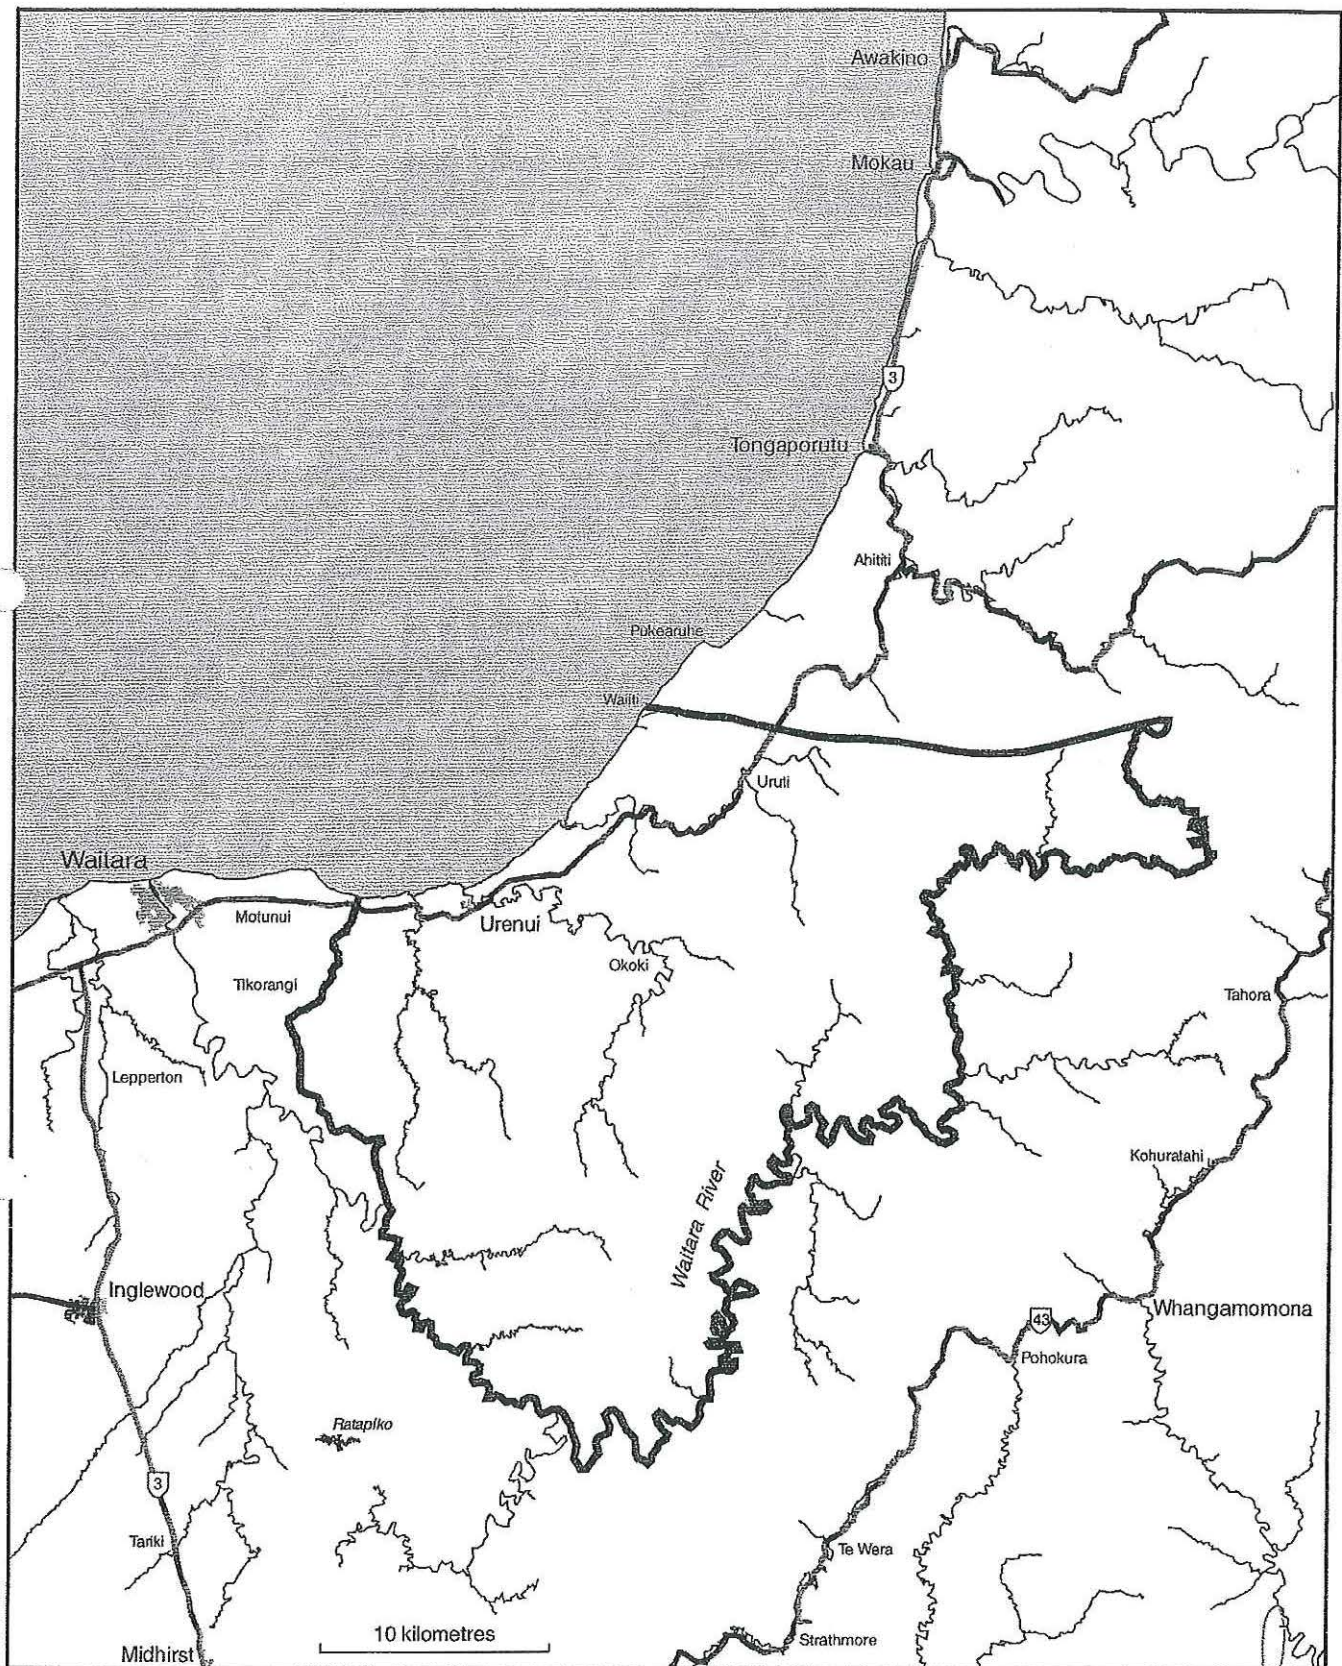 Awakino
Mokau
3
Tongaporutu
Ahititi
Pukearuhe
Waiiti
Uruti
Waitara
Motunui
Urenui
Okoki
Tikorangi
Tahora
Lepperton
Kohuratahi
Waitara River
Inglewood
Whangamomona
43
Pohokura
Ratapiko
3
Tariki
Te Wera
10 kilometres
Strathmore
Midhirst